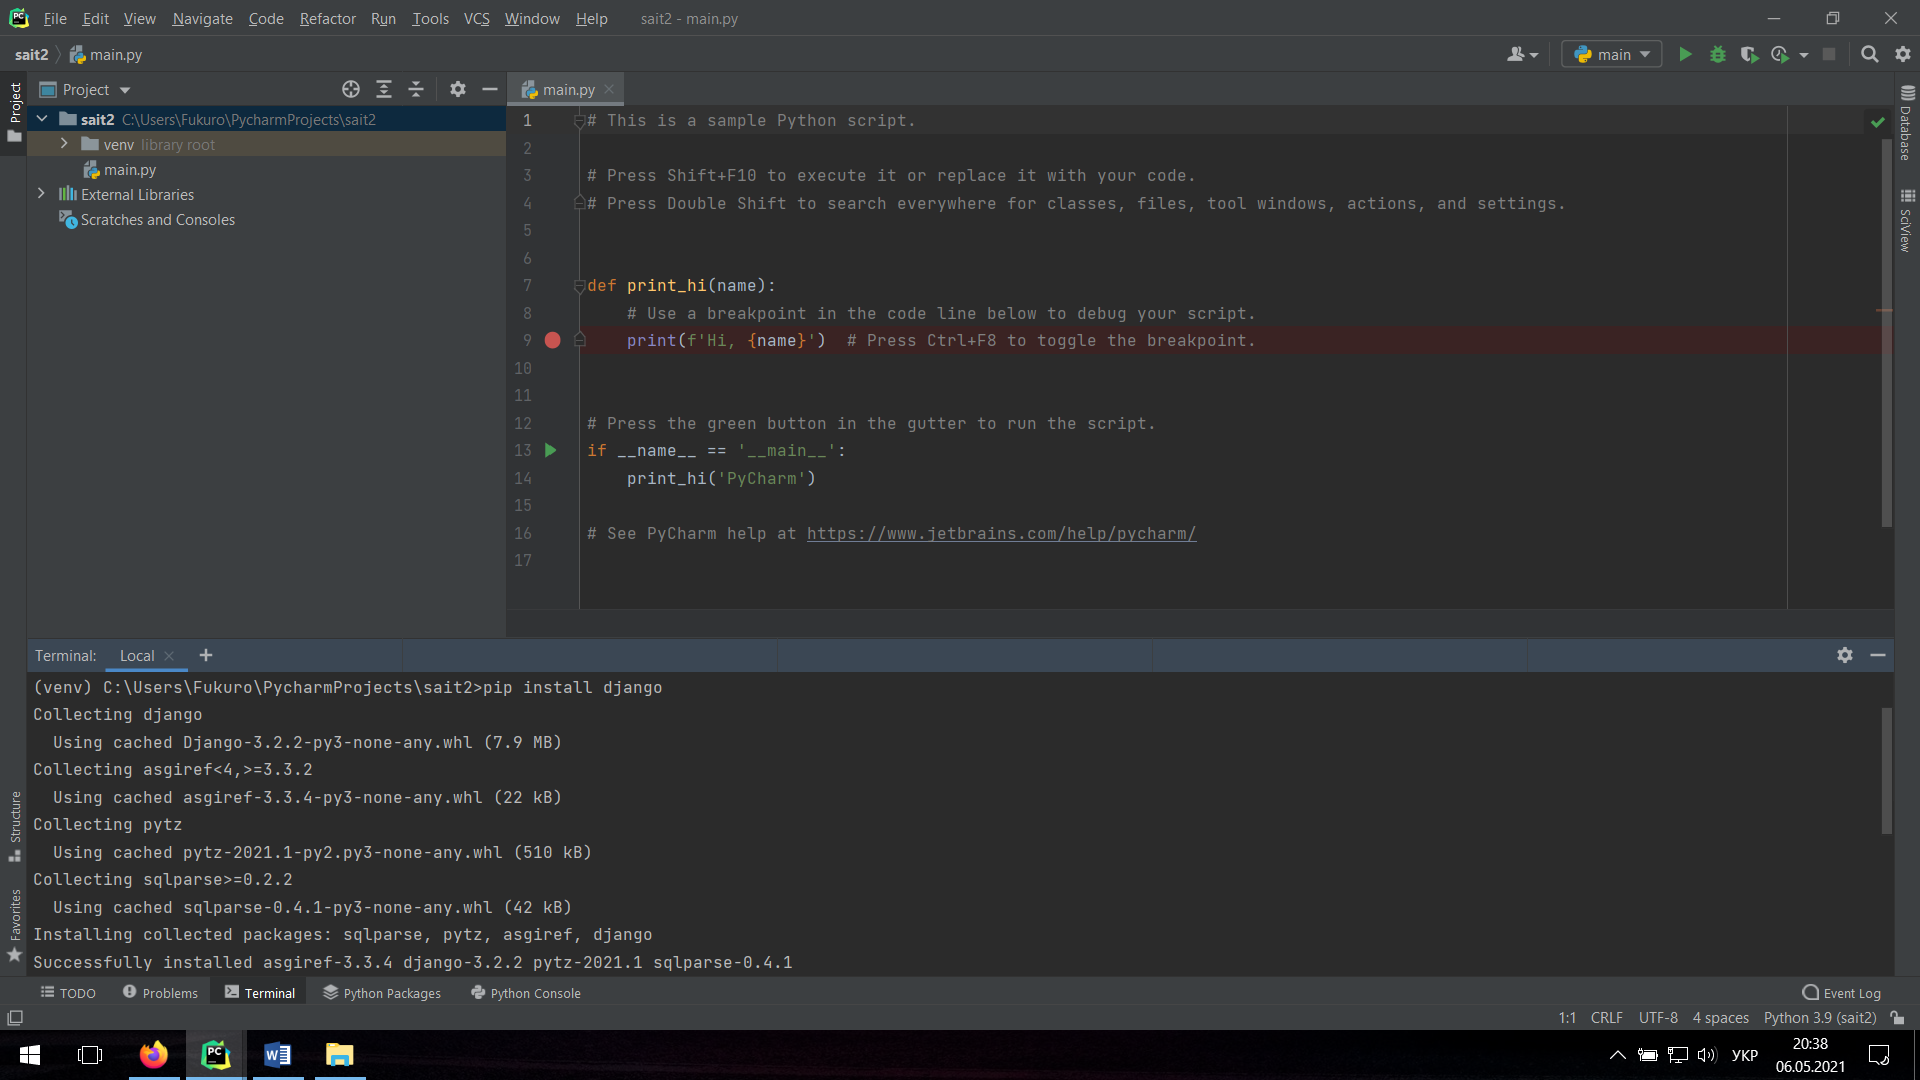 File Edit View Navigate Code Refactor Run Tools VCS Window Help sait2 - main.py
sait2 main.py main
Project main.py
sait2 C:\Users\Fukuro\PycharmProjects\sait2
venv library root
main.py
External Libraries
Scratches and Consoles
Project
Structure
Favorites
1 # This is a sample Python script.
2
3 # Press Shift+F10 to execute it or replace it with your code.
4 # Press Double Shift to search everywhere for classes, files, tool windows, actions, and settings.
5
6
7 def print_hi(name):
8     # Use a breakpoint in the code line below to debug your script.
9     print(f'Hi, {name}')  # Press Ctrl+F8 to toggle the breakpoint.
10
11
12 # Press the green button in the gutter to run the script.
13 if __name__ == '__main__':
14     print_hi('PyCharm')
15
16 # See PyCharm help at https://www.jetbrains.com/help/pycharm/
17
Database
SciView
Terminal: Local
(venv) C:\Users\Fukuro\PycharmProjects\sait2>pip install django
Collecting django
  Using cached Django-3.2.2-py3-none-any.whl (7.9 MB)
Collecting asgiref<4,>=3.3.2
  Using cached asgiref-3.3.4-py3-none-any.whl (22 kB)
Collecting pytz
  Using cached pytz-2021.1-py2.py3-none-any.whl (510 kB)
Collecting sqlparse>=0.2.2
  Using cached sqlparse-0.4.1-py3-none-any.whl (42 kB)
Installing collected packages: sqlparse, pytz, asgiref, django
Successfully installed asgiref-3.3.4 django-3.2.2 pytz-2021.1 sqlparse-0.4.1
TODO Problems Terminal Python Packages Python Console Event Log
1:1 CRLF UTF-8 4 spaces Python 3.9 (sait2)
УКР
20:38
06.05.2021